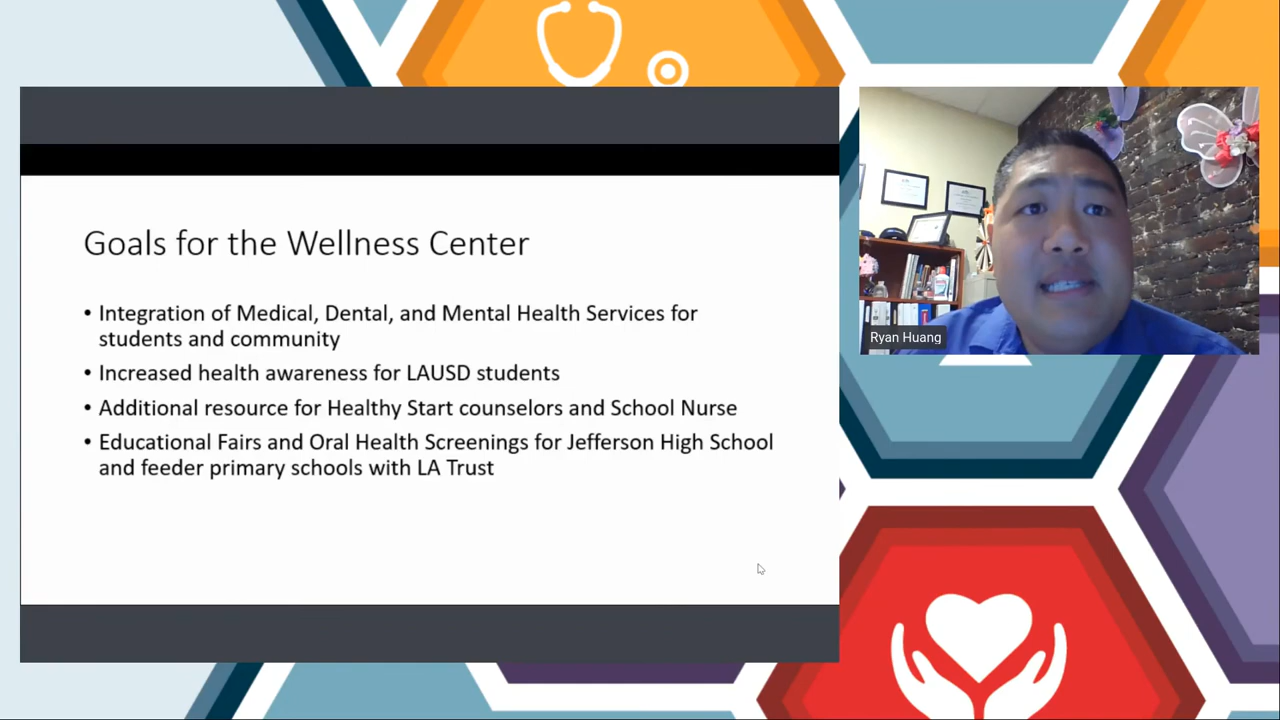 Goals for the Wellness Center
• Integration of Medical, Dental, and Mental Health Services for
students and community
• Increased health awareness for LAUSD students
• Additional resource for Healthy Start counselors and School Nurse
• Educational Fairs and Oral Health Screenings for Jefferson High School
and feeder primary schools with LA Trust
Ryan Huang